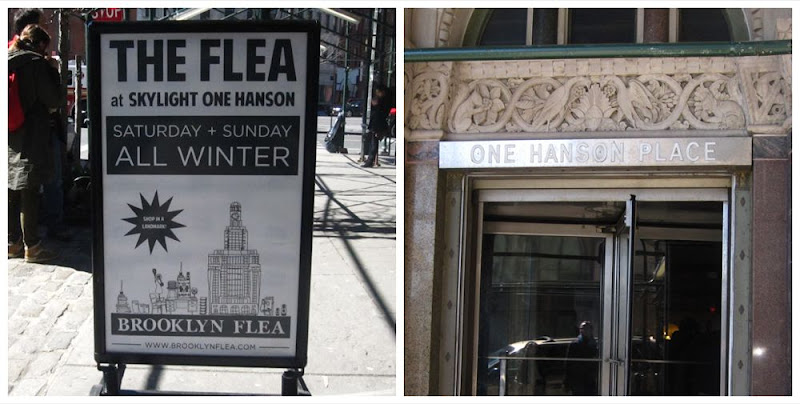 THE FLEA
at SKYLIGHT ONE HANSON
SATURDAY + SUNDAY
ALL WINTER
SHOP IN A
LANDMARK!
BROOKLYN FLEA
WWW.BROOKLYNFLEA.COM
ONE HANSON PLACE